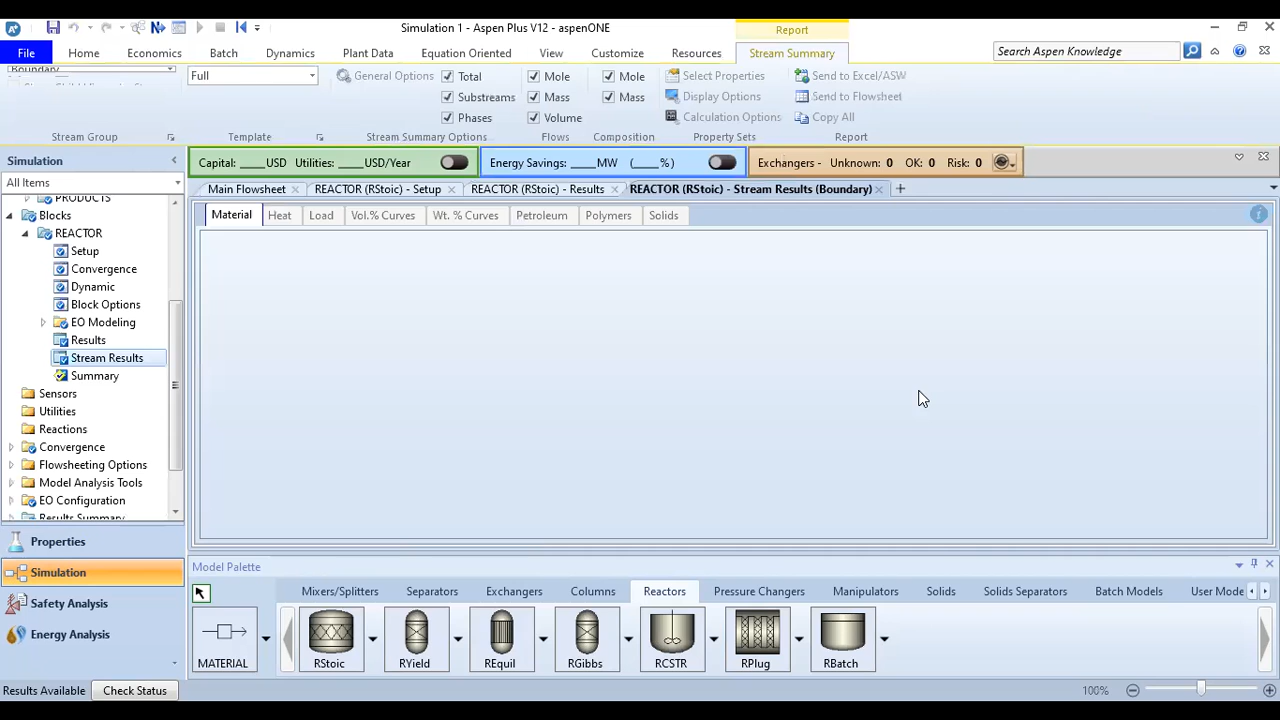 Simulation 1 - Aspen Plus V12 - aspenONE
Report
File Home Economics Batch Dynamics Plant Data Equation Oriented View Customize Resources Stream Summary
Search Aspen Knowledge
Full
General Options
Total
Substreams
Phases
Mole
Mass
Volume
Mole
Mass
Select Properties
Display Options
Calculation Options
Send to Excel/ASW
Send to Flowsheet
Copy All
Stream Group Template Stream Summary Options Flows Composition Property Sets Report
Capital: ____USD Utilities: ____USD/Year
Energy Savings: ____MW (____%)
Exchangers - Unknown: 0 OK: 0 Risk: 0
Simulation
All Items
PRODUCTS
Blocks
REACTOR
Setup
Convergence
Dynamic
Block Options
EO Modeling
Results
Stream Results
Summary
Sensors
Utilities
Reactions
Convergence
Flowsheeting Options
Model Analysis Tools
EO Configuration
Results Summary
Properties
Simulation
Safety Analysis
Energy Analysis
Main Flowsheet REACTOR (RStoic) - Setup REACTOR (RStoic) - Results REACTOR (RStoic) - Stream Results (Boundary)
Material Heat Load Vol.% Curves Wt. % Curves Petroleum Polymers Solids
Model Palette
Mixers/Splitters Separators Exchangers Columns Reactors Pressure Changers Manipulators Solids Solids Separators Batch Models User Mode
MATERIAL RStoic RYield REquil RGibbs RCSTR RPlug RBatch
Results Available Check Status 100%